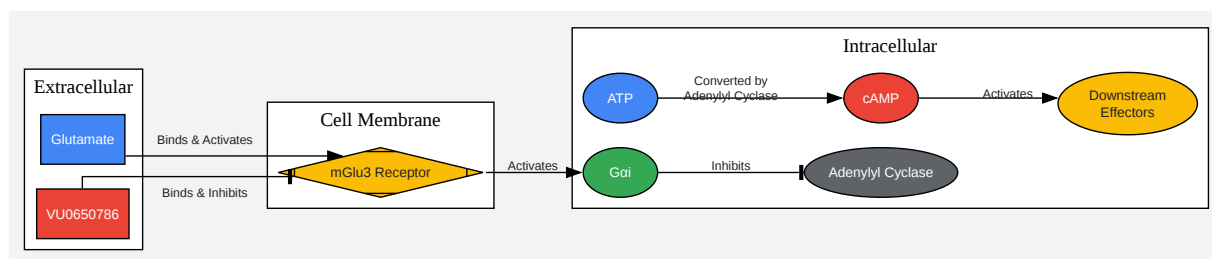 Extracellular
Glutamate
VU0650786
Binds & Activates
Binds & Inhibits
Cell Membrane
mGlu3 Receptor
Activates
Intracellular
ATP
Converted by
Adenylyl Cyclase
cAMP
Activates
Downstream
Effectors
Gαi
Inhibits
Adenylyl Cyclase